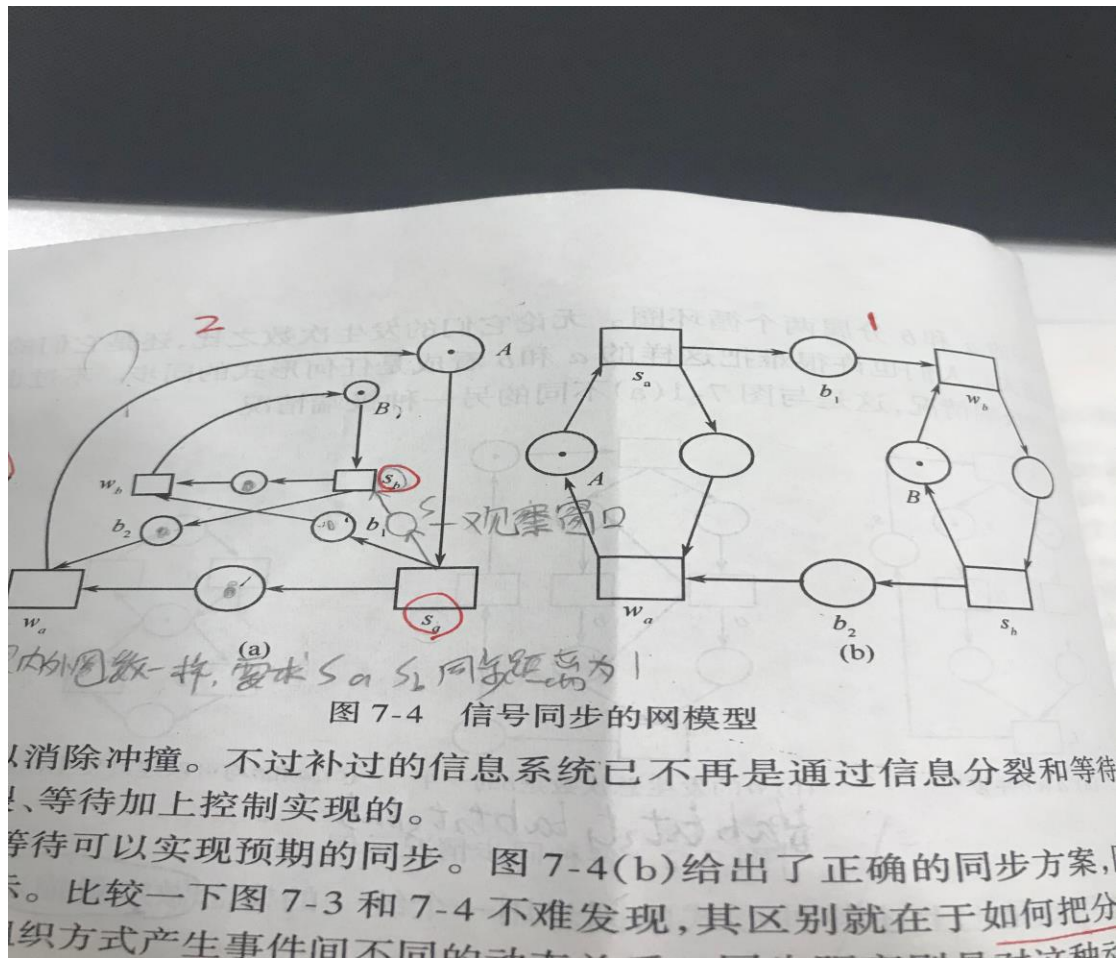 2
1
A
B
s_a
b_1
w_b
w_b
s_b
A
B
b_2
b_1
S—观察窗口
w_a
s_a
w_a
b_2
s_b
(a)
(b)
内外圈数一样,要求 S_a S_b 同步距离为1
图 7-4 信号同步的网模型
以消除冲撞。不过补过的信息系统已不再是通过信息分裂和等待
、等待加上控制实现的。
等待可以实现预期的同步。图 7-4(b)给出了正确的同步方案,
示。比较一下图 7-3 和 7-4 不难发现,其区别就在于如何把分
组织方式产生事件间不同的动态